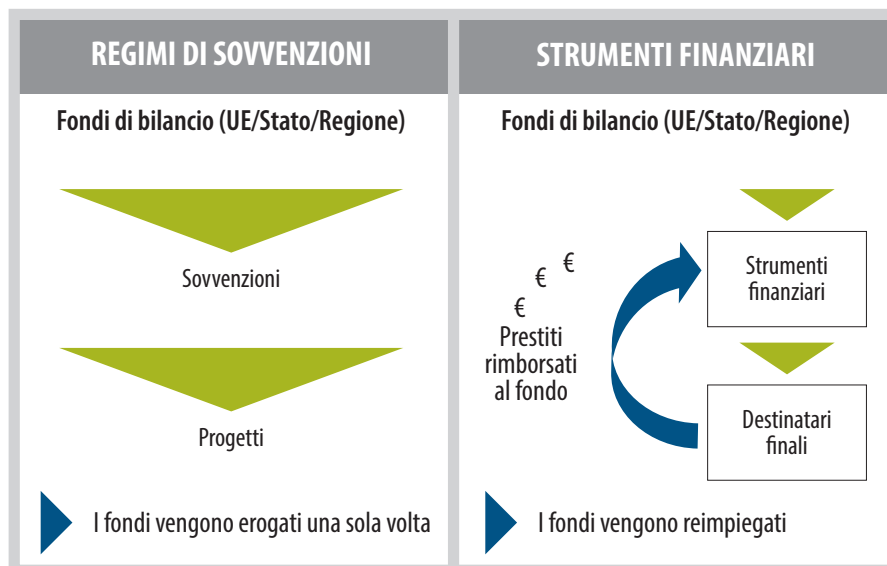 REGIMI DI SOVVENZIONI
Fondi di bilancio (UE/Stato/Regione)
Sovvenzioni
Progetti
I fondi vengono erogati una sola volta
STRUMENTI FINANZIARI
Fondi di bilancio (UE/Stato/Regione)
Strumenti
finanziari
€
€
€
Prestiti
rimborsati
al fondo
Destinatari
finali
I fondi vengono reimpiegati